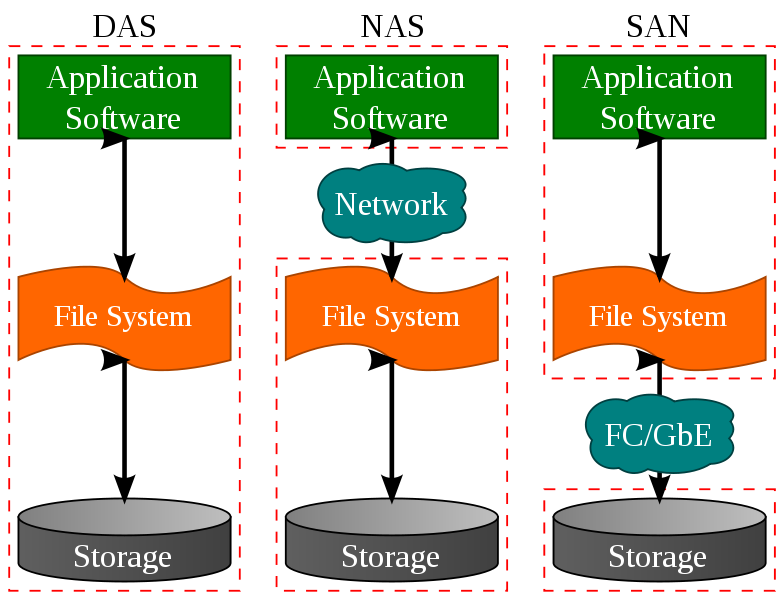 DAS
NAS
SAN
Application
Software
Application
Software
Application
Software
Network
File System
File System
File System
FC/GbE
Storage
Storage
Storage